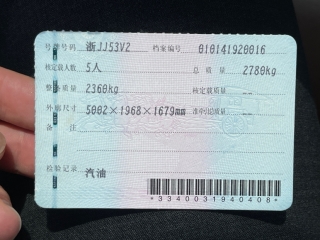 号牌号码 浙JJ53V2 档案编号 010141920016
核定载人数 5人 总质量 2780kg
整备质量 2360kg 核定载质量 --
外廓尺寸 5002×1968×1679mm 准牵引总质量 --
备注
检验记录 汽油
*3340031940408*